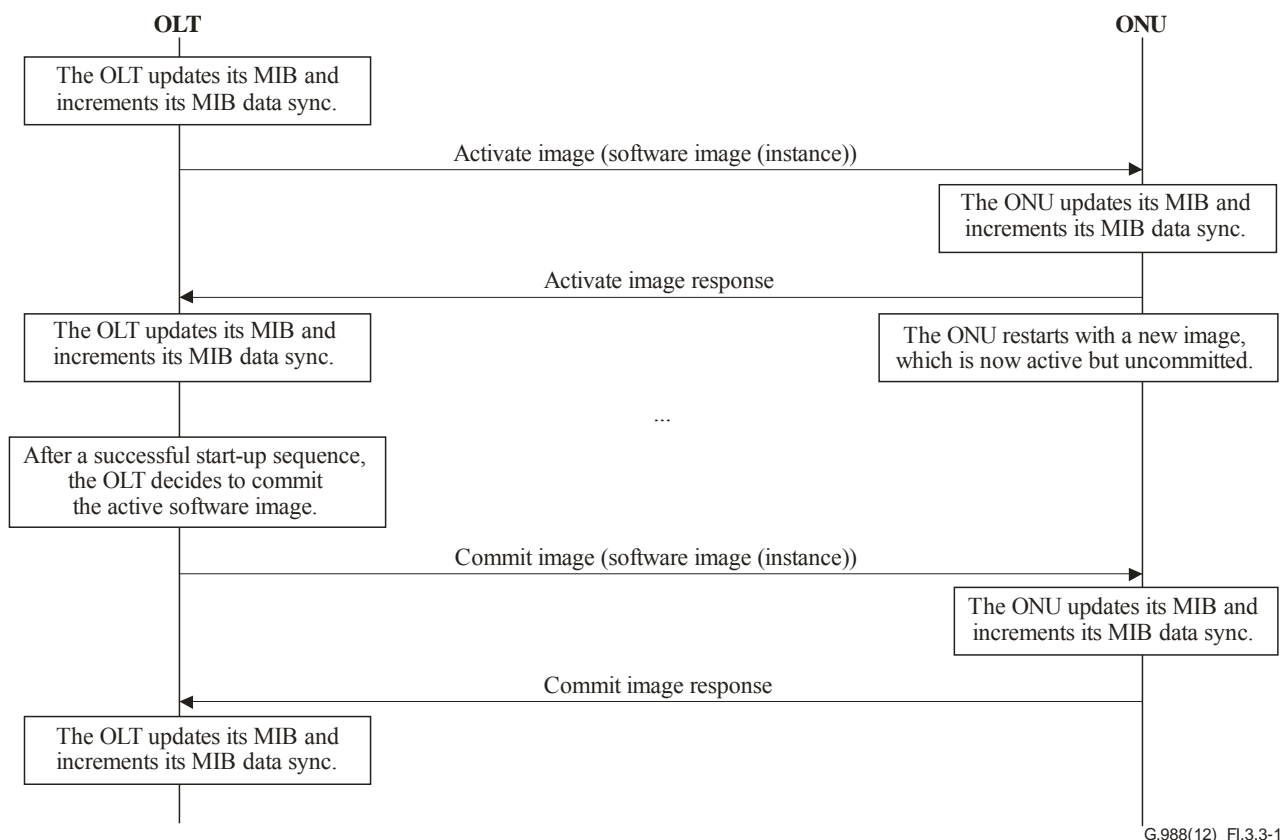 OLT
ONU
The OLT updates its MIB and
increments its MIB data sync.
Activate image (software image (instance))
The ONU updates its MIB and
increments its MIB data sync.
Activate image response
The OLT updates its MIB and
increments its MIB data sync.
The ONU restarts with a new image,
which is now active but uncommitted.
...
After a successful start-up sequence,
the OLT decides to commit
the active software image.
Commit image (software image (instance))
The ONU updates its MIB and
increments its MIB data sync.
Commit image response
The OLT updates its MIB and
increments its MIB data sync.
G.988(12)_FI.3.3-1